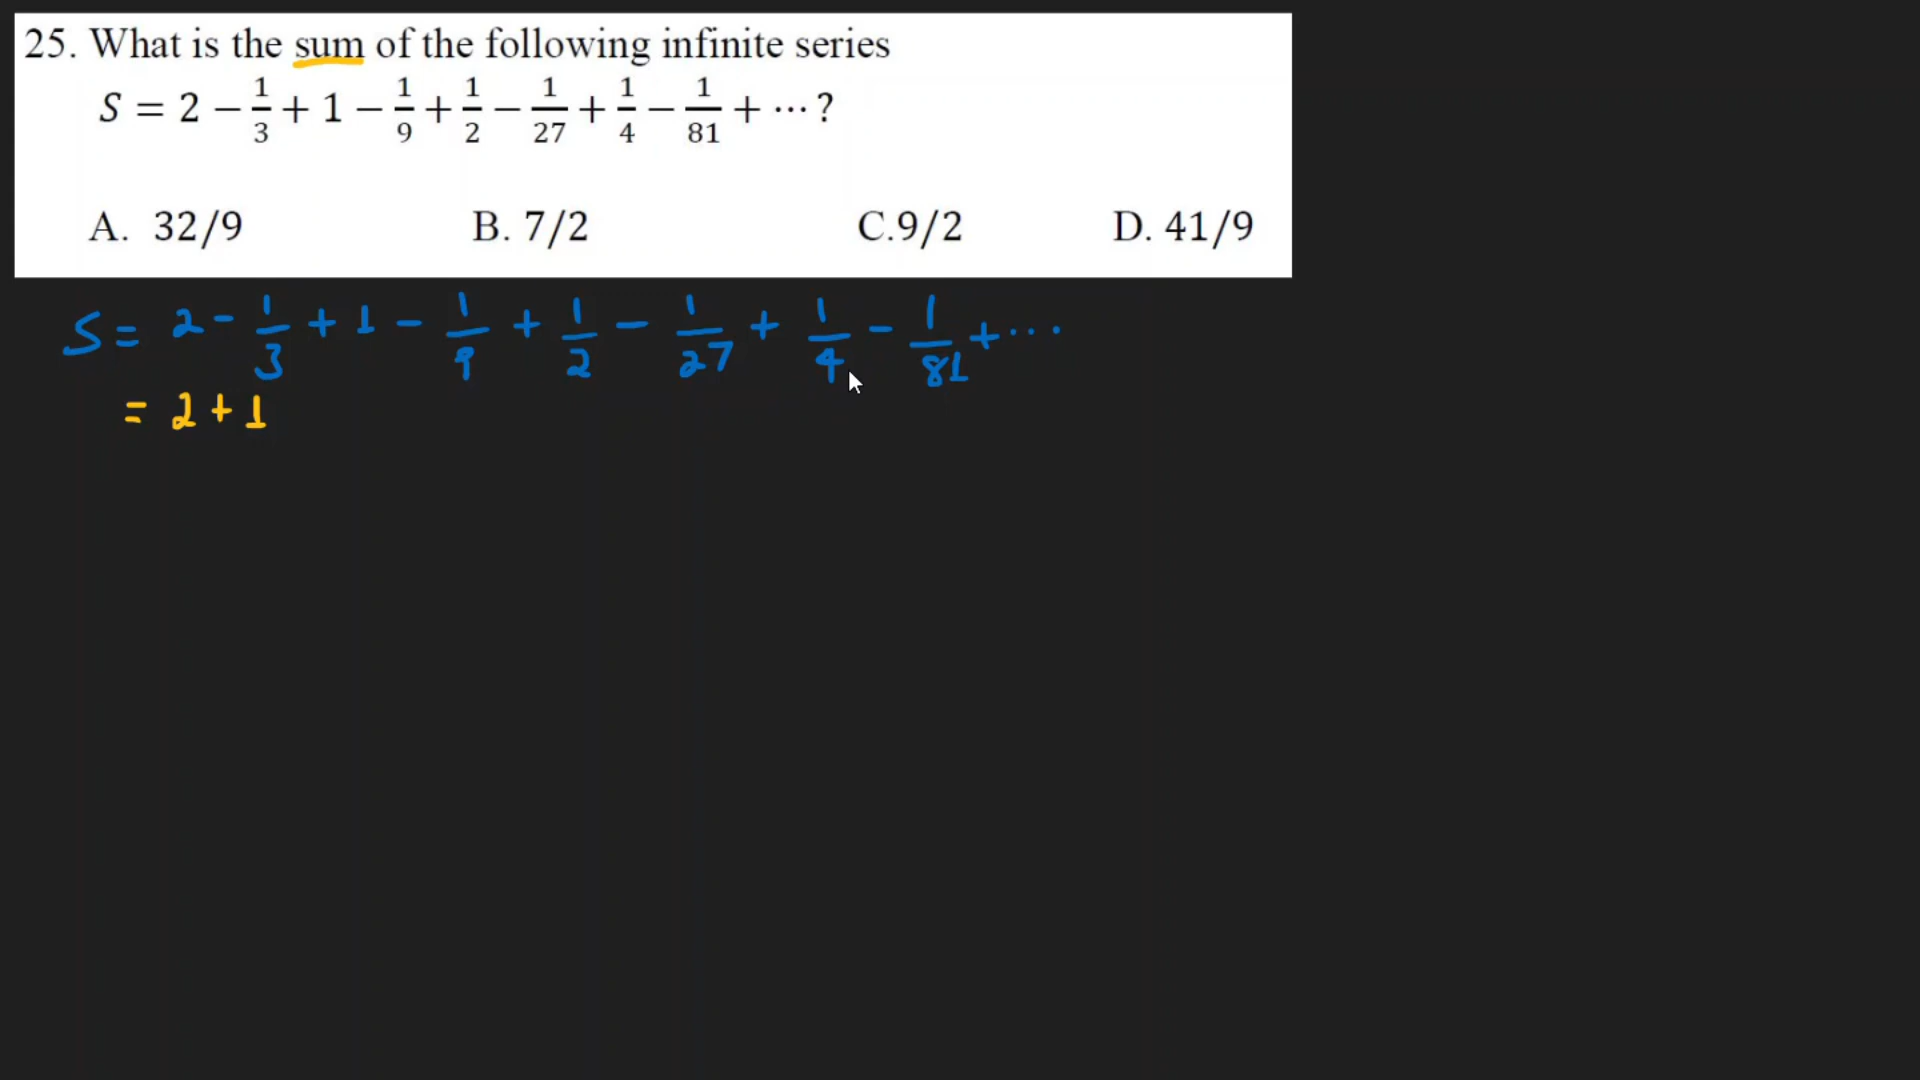 25. What is the sum of the following infinite series
S = 2 − 1/3 + 1 − 1/9 + 1/2 − 1/27 + 1/4 − 1/81 + ⋯ ?
A. 32/9 B. 7/2 C.9/2 D. 41/9
S = 2 - 1/3 + 1 - 1/9 + 1/2 - 1/27 + 1/4 - 1/81 + ...
= 2 + 1